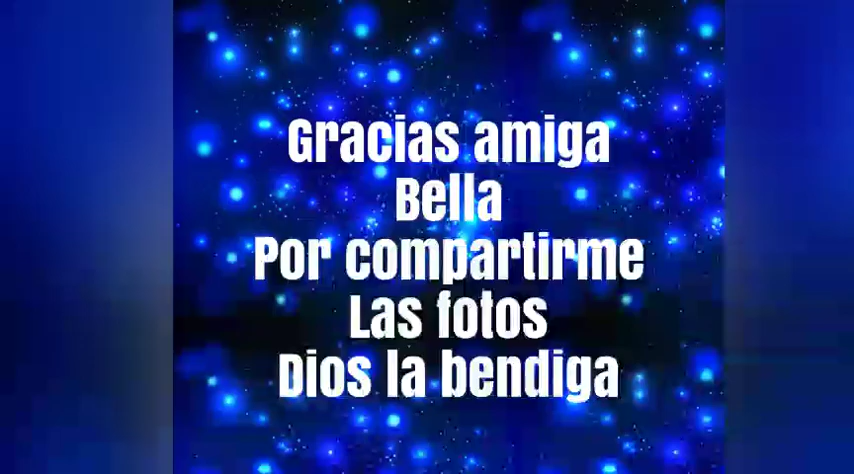 Gracias amiga
Bella
Por compartirme
Las fotos
Dios la bendiga